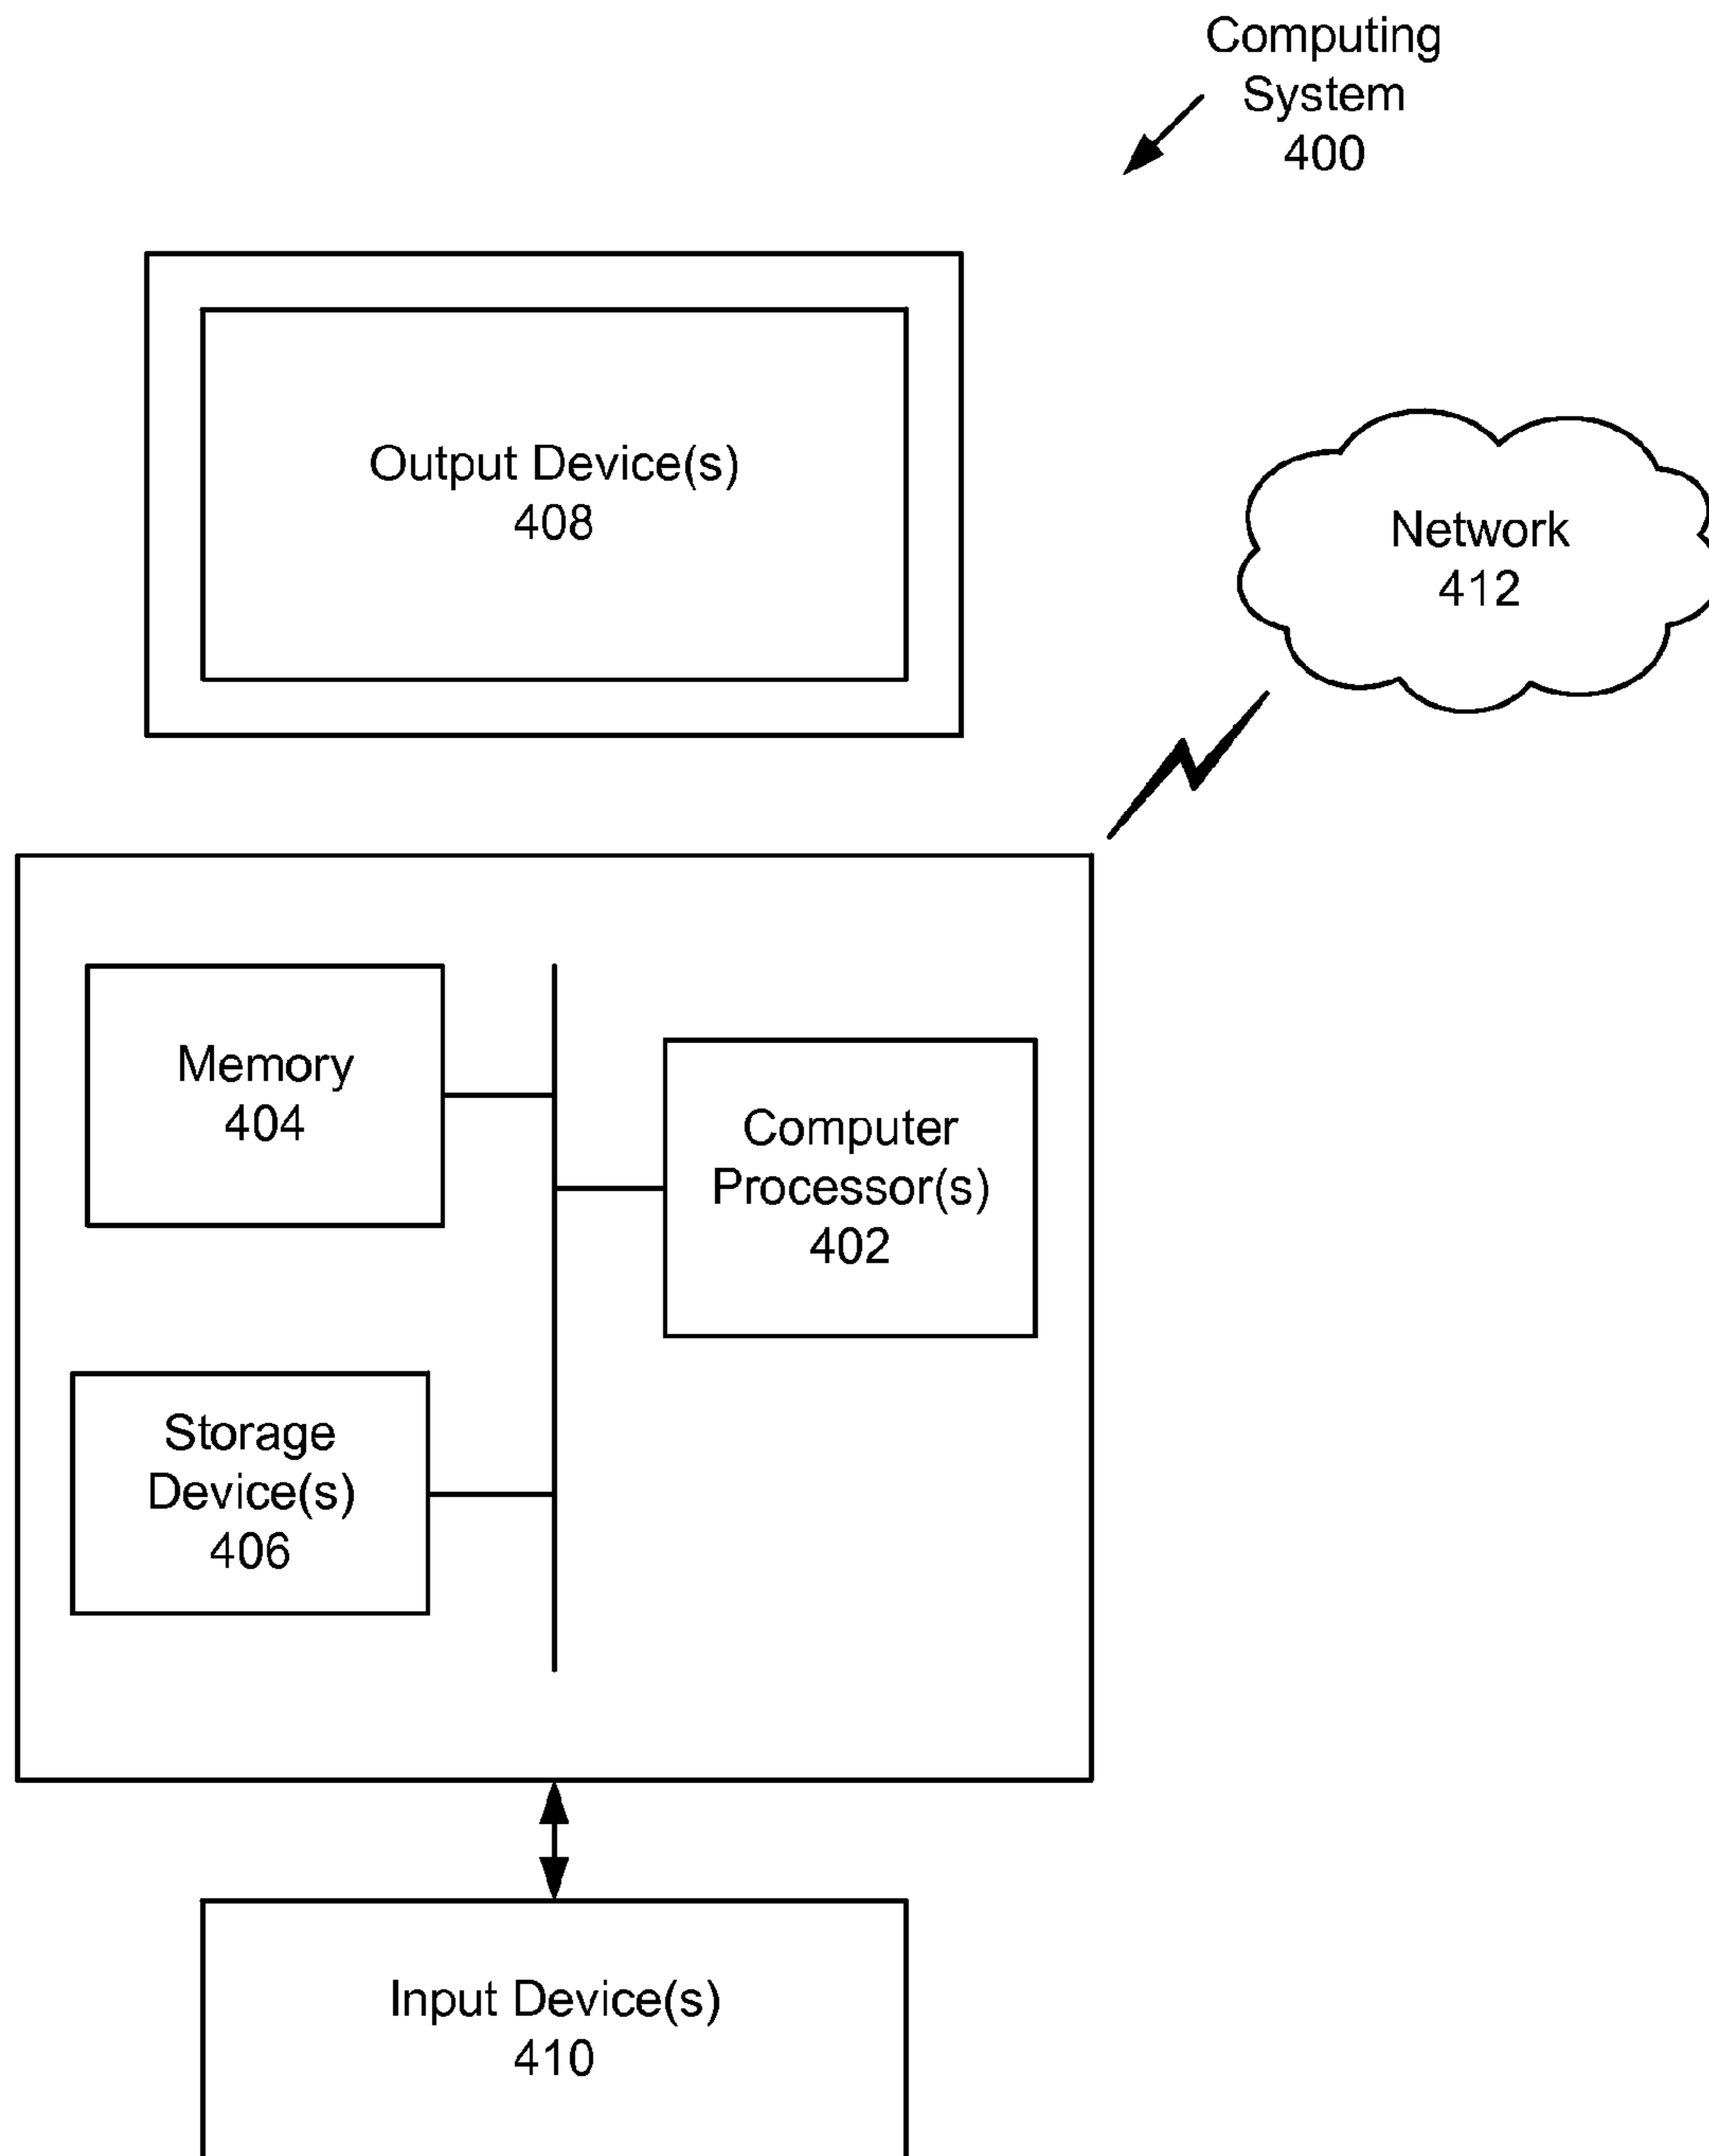 Computing
System
400
Output Device(s)
408
Network
412
Memory
404
Computer
Processor(s)
402
Storage
Device(s)
406
Input Device(s)
410